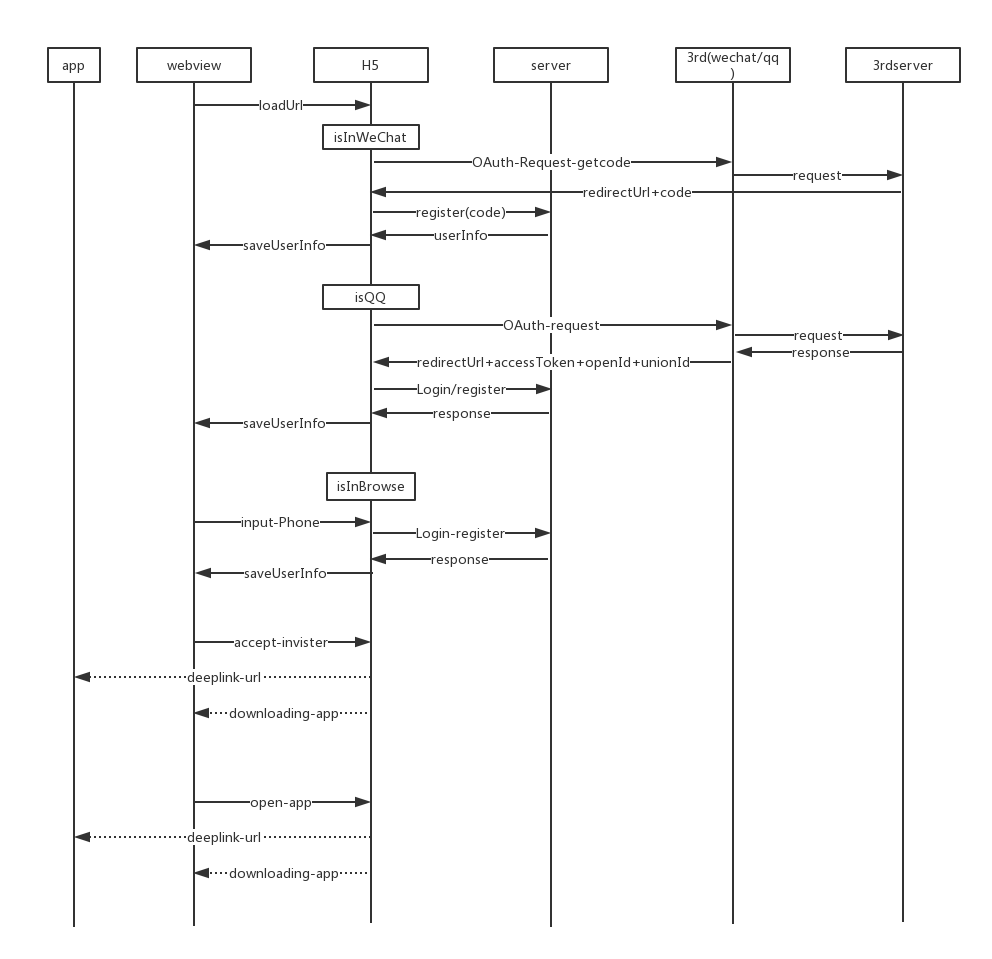 app
webview
H5
server
3rd(wechat/qq
)
3rdserver
loadUrl
isInWeChat
OAuth-Request-getcode
request
redirectUrl+code
register(code)
userInfo
saveUserInfo
isQQ
OAuth-request
request
response
redirectUrl+accessToken+openId+unionId
Login/register
response
saveUserInfo
isInBrowse
input-Phone
Login-register
response
saveUserInfo
accept-invister
deeplink-url
downloading-app
open-app
deeplink-url
downloading-app